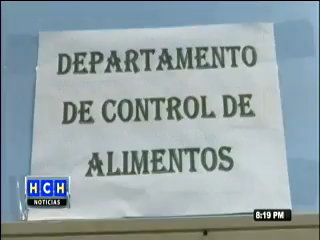 DEPARTAMENTO
DE CONTROL DE
ALIMENTOS
HCH
NOTICIAS
8:19 PM